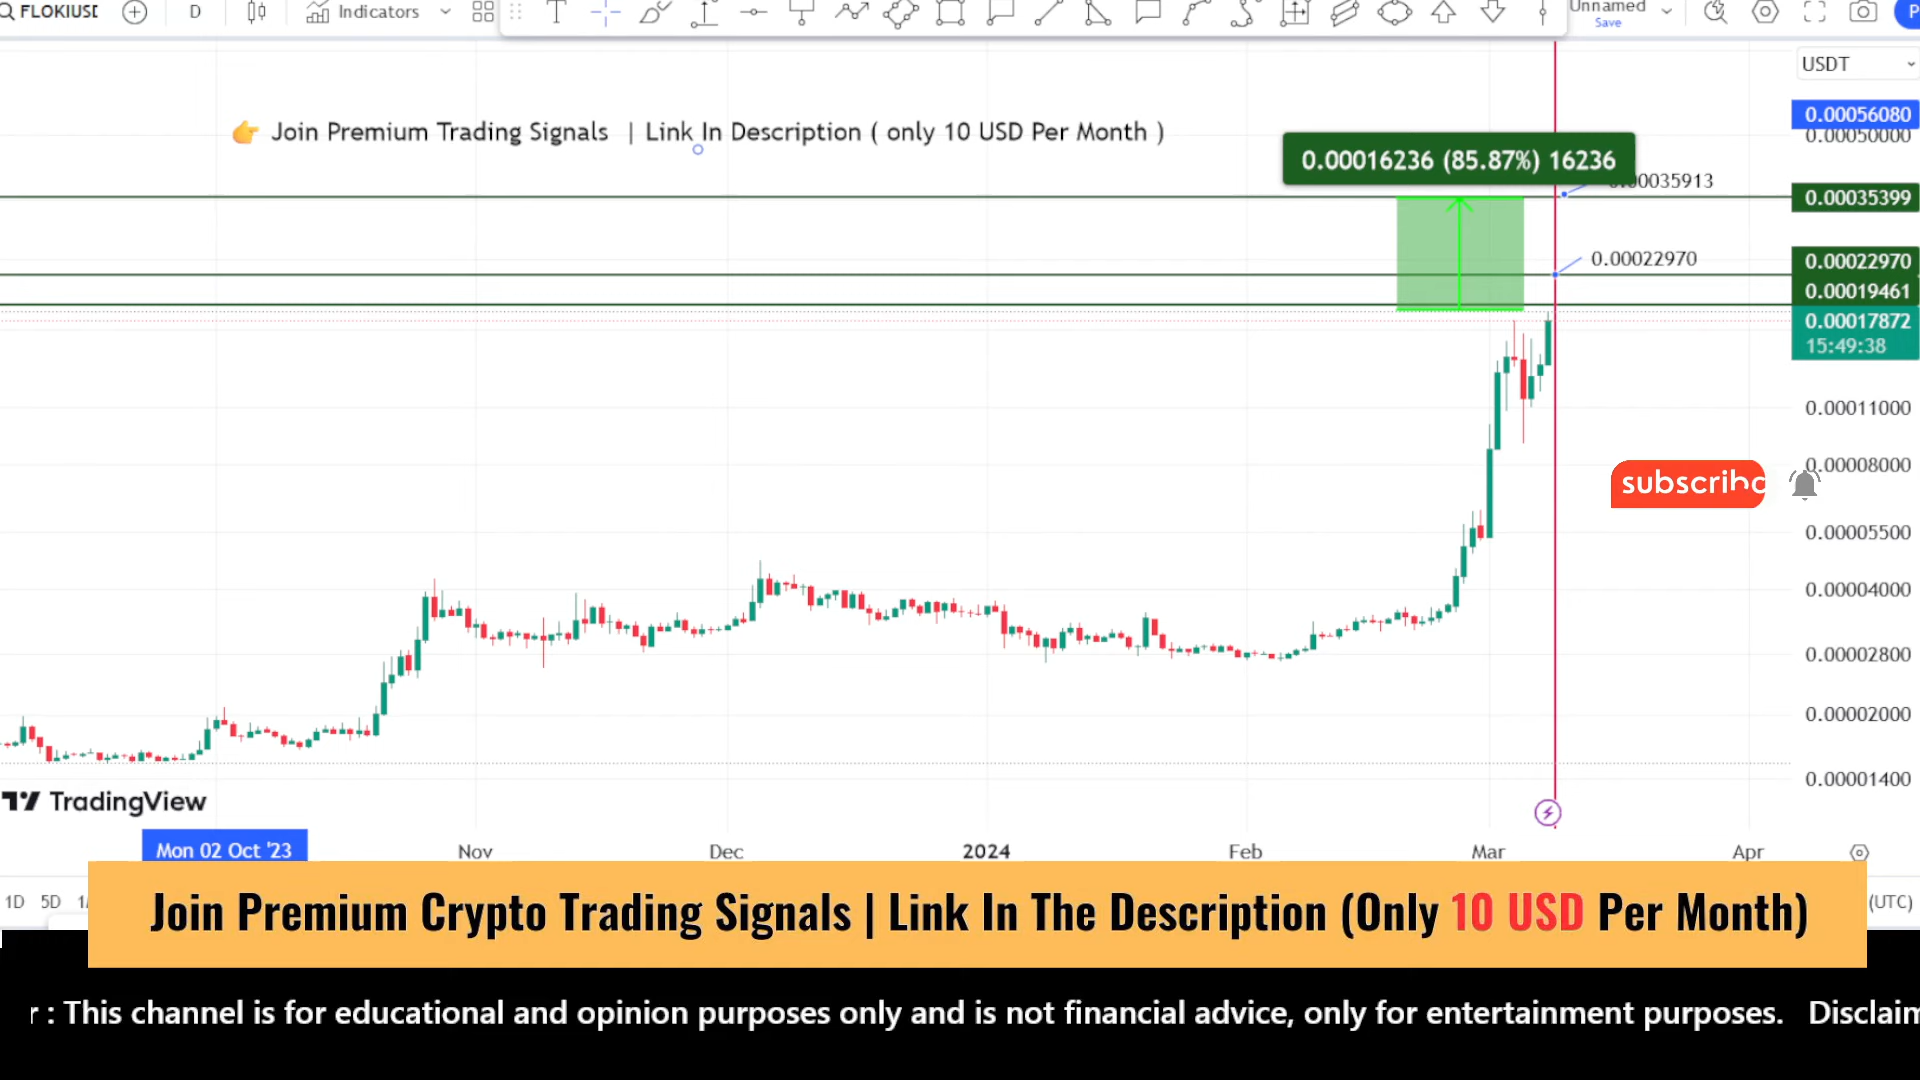 FLOKIUSD
D
Indicators
Unnamed
Save
P
USDT
0.00056080
0.00050000
👉 Join Premium Trading Signals | Link In Description ( only 10 USD Per Month )
0.00016236 (85.87%) 16236
00035913
0.00035399
0.00022970
0.00022970
0.00019461
0.00017872
15:49:38
0.00011000
0.00008000
subscribe
0.00005500
0.00004000
0.00002800
0.00002000
0.00001400
TradingView
Mon 02 Oct '23
Nov
Dec
2024
Feb
Mar
Apr
1D 5D
(UTC)
Join Premium Crypto Trading Signals | Link In The Description (Only 10 USD Per Month)
r : This channel is for educational and opinion purposes only and is not financial advice, only for entertainment purposes. Disclaim